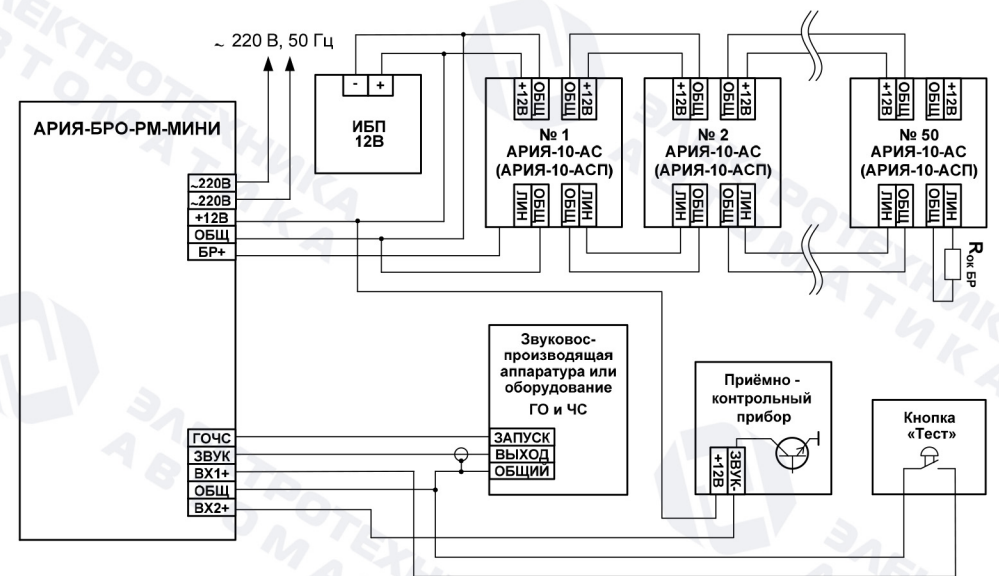 ~ 220 В, 50 Гц
АРИЯ-БРО-РМ-МИНИ
~220В
~220В
+12В
ОБЩ
БР+
ГОЧС
ЗВУК
ВХ1+
ОБЩ
ВХ2+
- +
ИБП
12В
+12В ОБЩ ОБЩ +12В
№ 1
АРИЯ-10-АС
(АРИЯ-10-АСП)
ЛИН ОБЩ ОБЩ ЛИН
+12В ОБЩ ОБЩ +12В
№ 2
АРИЯ-10-АС
(АРИЯ-10-АСП)
ЛИН ОБЩ ОБЩ ЛИН
+12В ОБЩ ОБЩ +12В
№ 50
АРИЯ-10-АС
(АРИЯ-10-АСП)
ЛИН ОБЩ ОБЩ ЛИН
Rок БР
Звуковос-
производящая
аппаратура или
оборудование
ГО и ЧС
ЗАПУСК
ВЫХОД
ОБЩИЙ
Приёмно -
контрольный
прибор
+12В ЗВУК-
Кнопка
«Тест»
ЭЛЕКТРОТЕХНИКА
АВТОМАТИКА